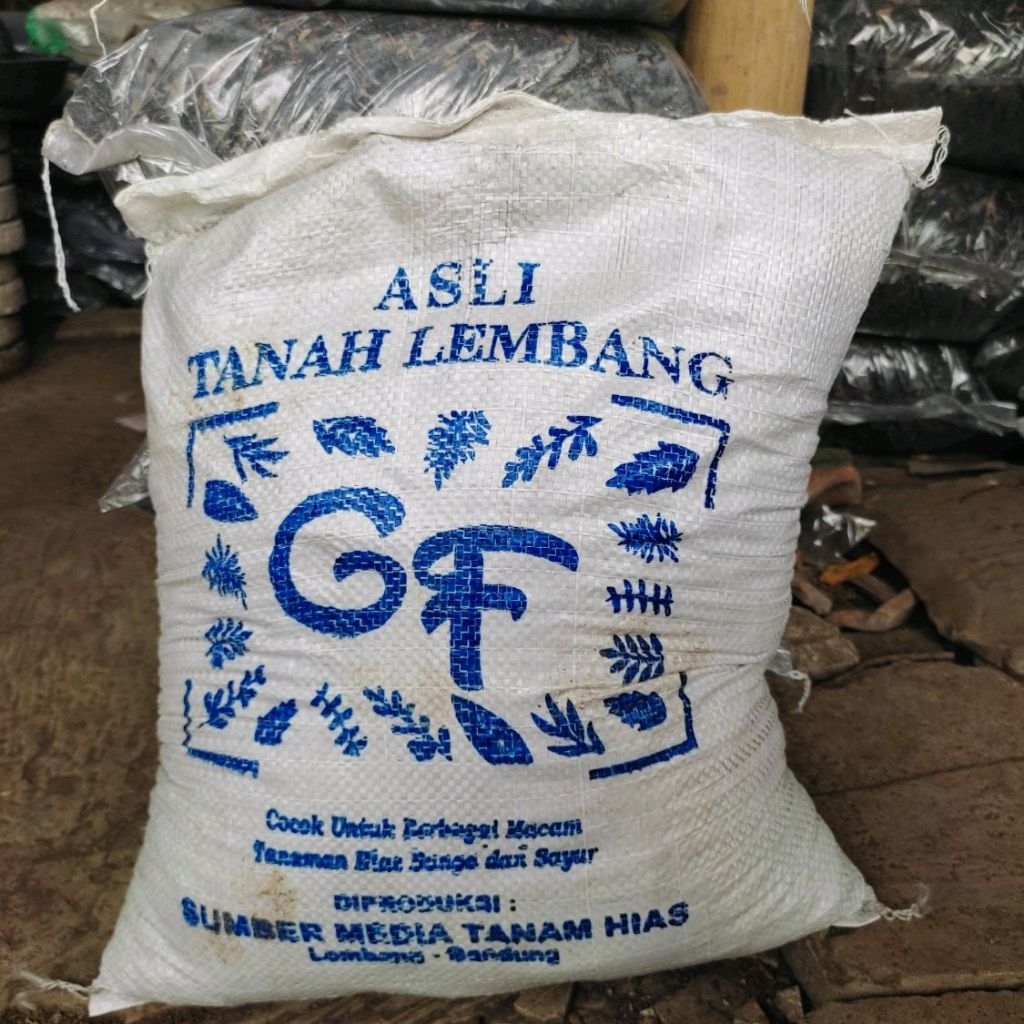 ASLI
TANAH LEMBANG
GF
Cocok Untuk Berbagai Macam
Tanaman Hias Bunga dan Sayur
DIPRODUKSI :
SUMBER MEDIA TANAM HIAS
Lembang - Bandung